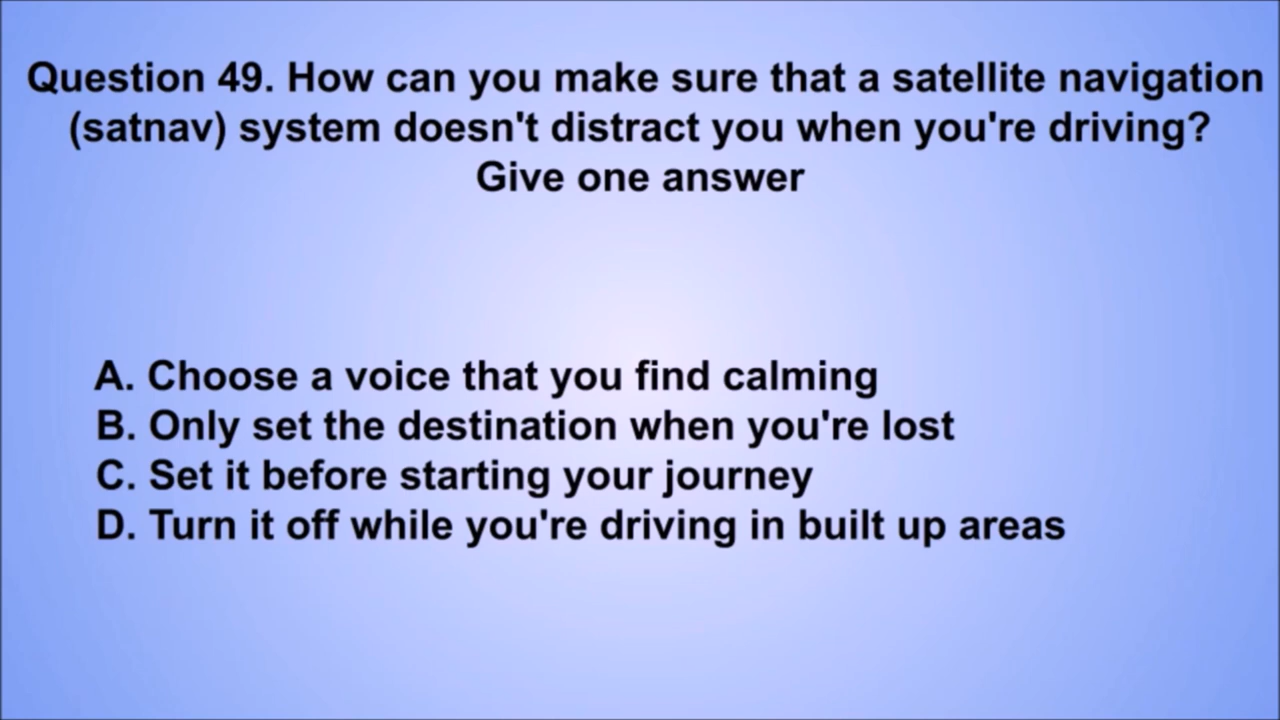 Question 49. How can you make sure that a satellite navigation
(satnav) system doesn't distract you when you're driving?
Give one answer
A. Choose a voice that you find calming
B. Only set the destination when you're lost
C. Set it before starting your journey
D. Turn it off while you're driving in built up areas